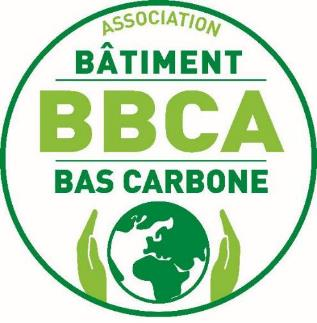 ASSOCIATION
BÂTIMENT
BBCA
BAS CARBONE